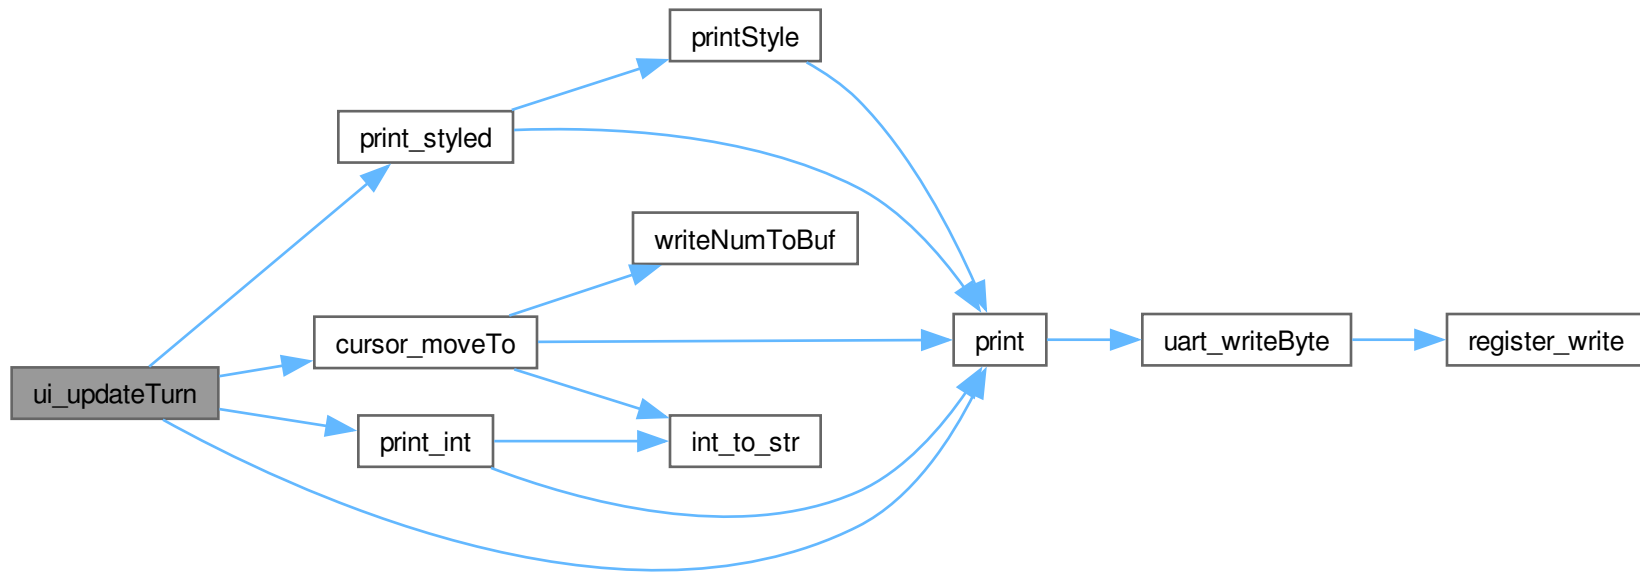 printStyle
print_styled
writeNumToBuf
cursor_moveTo
print
uart_writeByte
register_write
ui_updateTurn
print_int
int_to_str